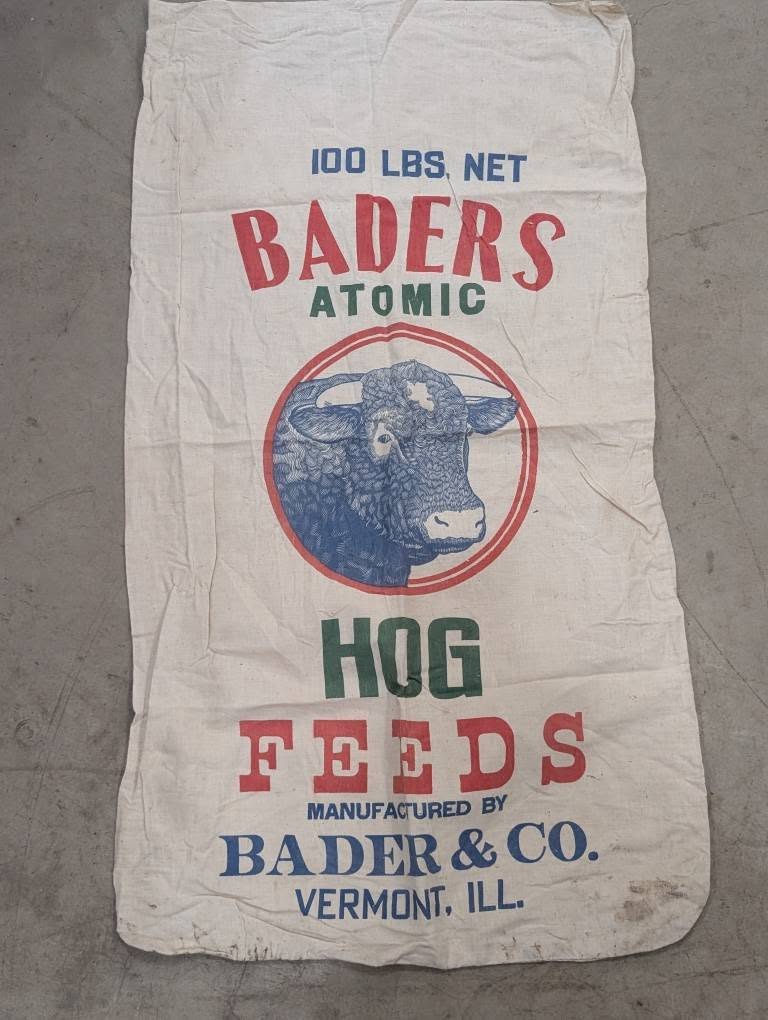 100 LBS. NET
BADERS
ATOMIC
HOG
FEEDS
MANUFACTURED BY
BADER & CO.
VERMONT, ILL.